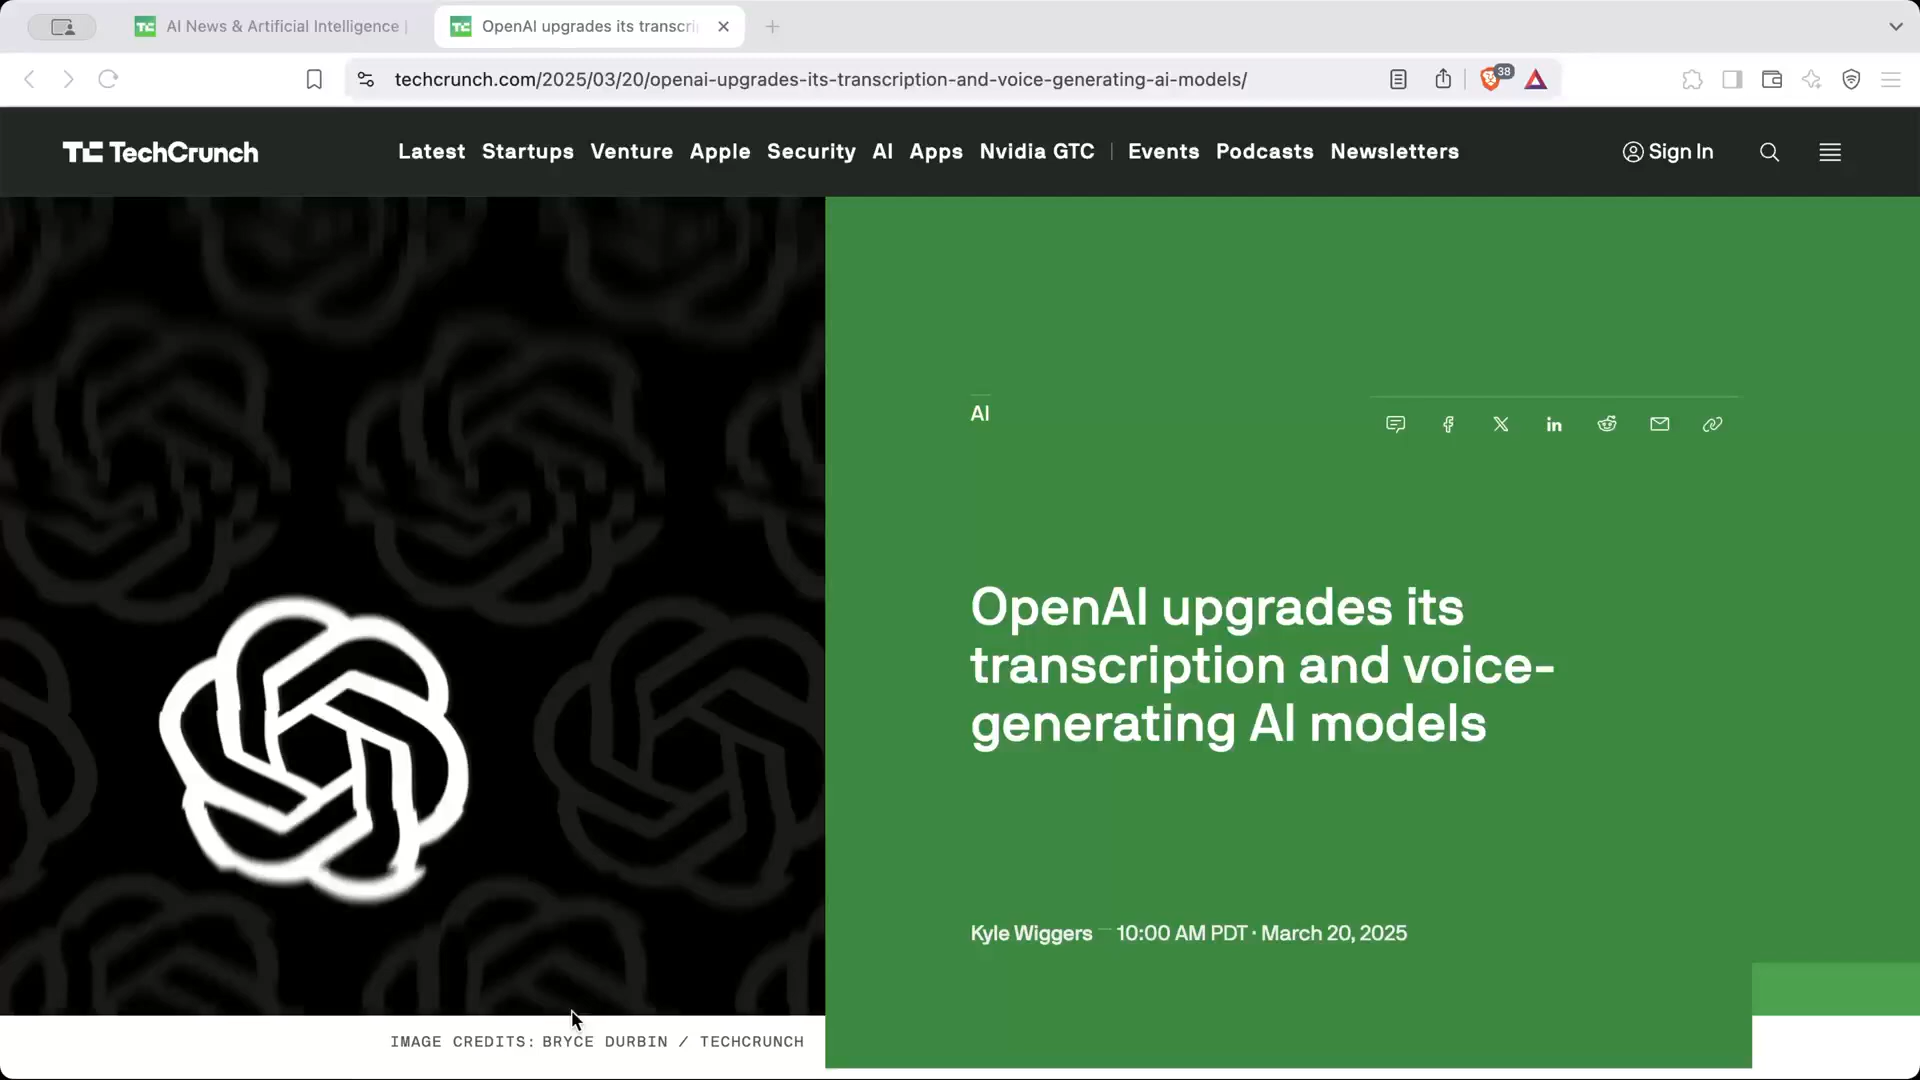 AI News & Artificial Intelligence |
OpenAI upgrades its transcri
techcrunch.com/2025/03/20/openai-upgrades-its-transcription-and-voice-generating-ai-models/
38
TechCrunch
Latest Startups Venture Apple Security AI Apps Nvidia GTC | Events Podcasts Newsletters
Sign In
AI
OpenAI upgrades its
transcription and voice-
generating AI models
Kyle Wiggers — 10:00 AM PDT · March 20, 2025
IMAGE CREDITS: BRYCE DURBIN / TECHCRUNCH